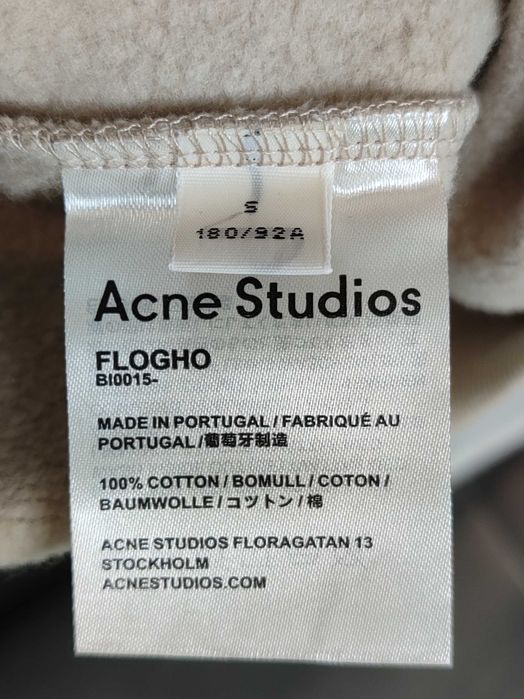 S
180/92A
Acne Studios
FLOGHO
BI0015-
MADE IN PORTUGAL / FABRIQUÉ AU
PORTUGAL /葡萄牙制造
100% COTTON / BOMULL / COTON /
BAUMWOLLE / コットン / 棉
ACNE STUDIOS FLORAGATAN 13
STOCKHOLM
ACNESTUDIOS.COM